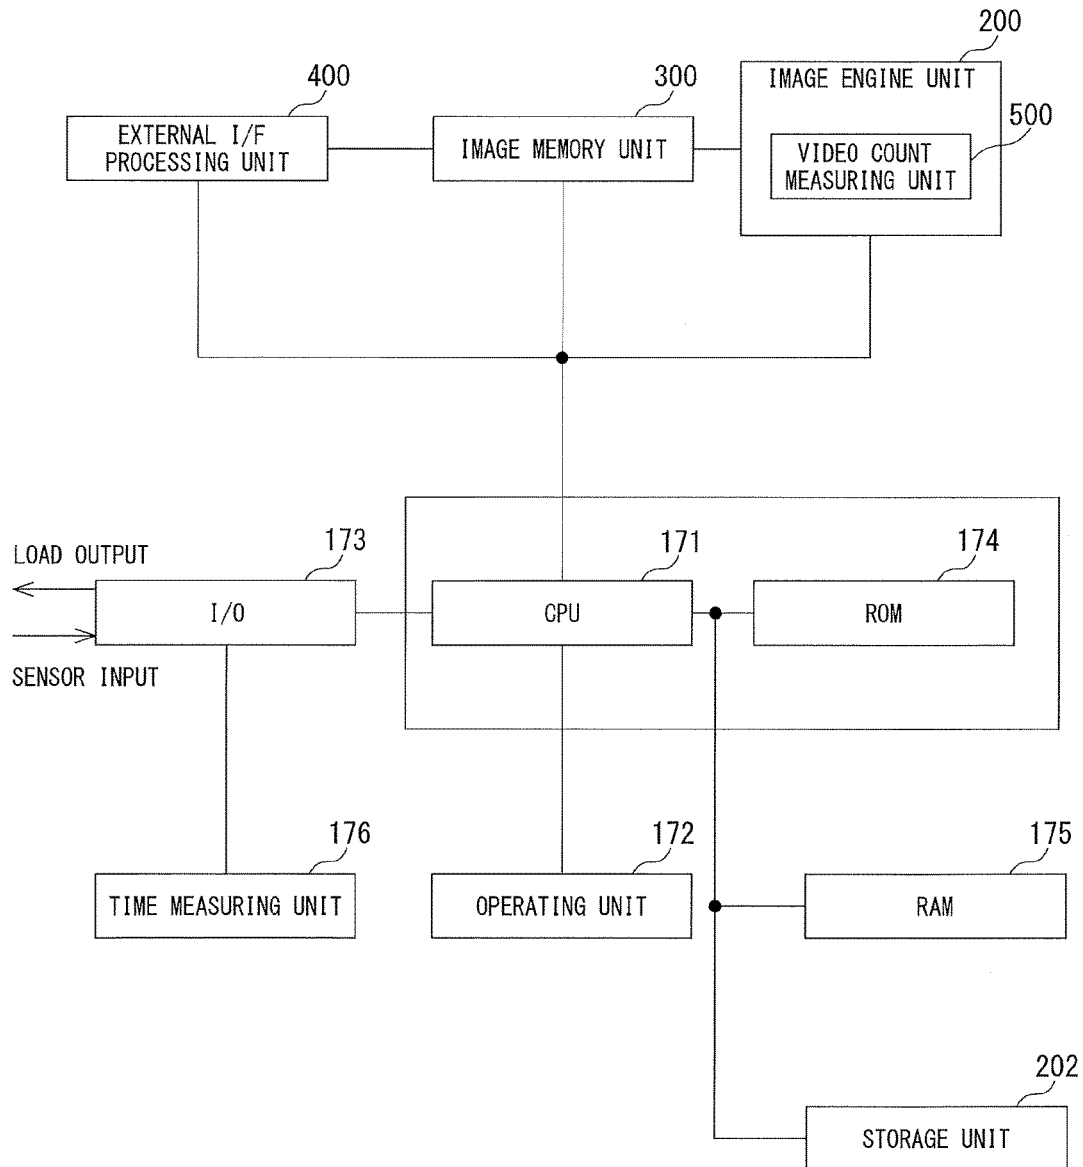 200
IMAGE ENGINE UNIT
400
300
500
EXTERNAL I/F
PROCESSING UNIT
IMAGE MEMORY UNIT
VIDEO COUNT
MEASURING UNIT
LOAD OUTPUT
173
171
174
I/O
CPU
ROM
SENSOR INPUT
176
172
175
TIME MEASURING UNIT
OPERATING UNIT
RAM
202
STORAGE UNIT